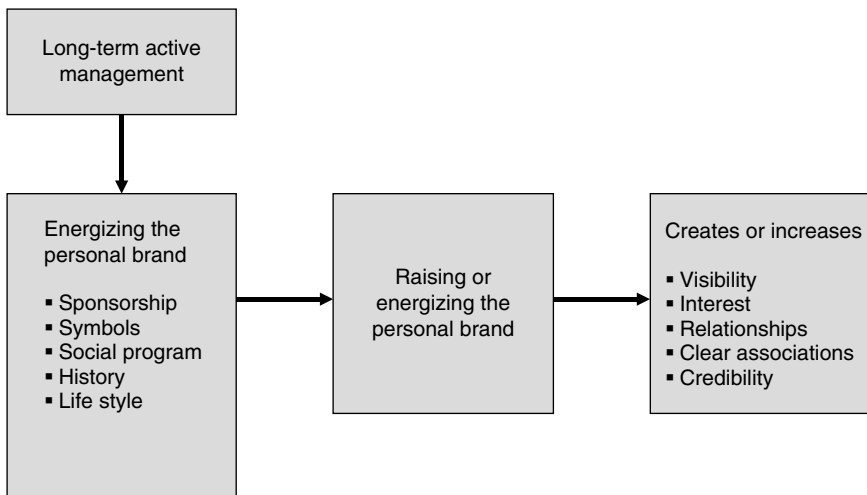 Long-term active
management
Energizing the
personal brand
▪ Sponsorship
▪ Symbols
▪ Social program
▪ History
▪ Life style
Raising or
energizing the
personal brand
Creates or increases
▪ Visibility
▪ Interest
▪ Relationships
▪ Clear associations
▪ Credibility